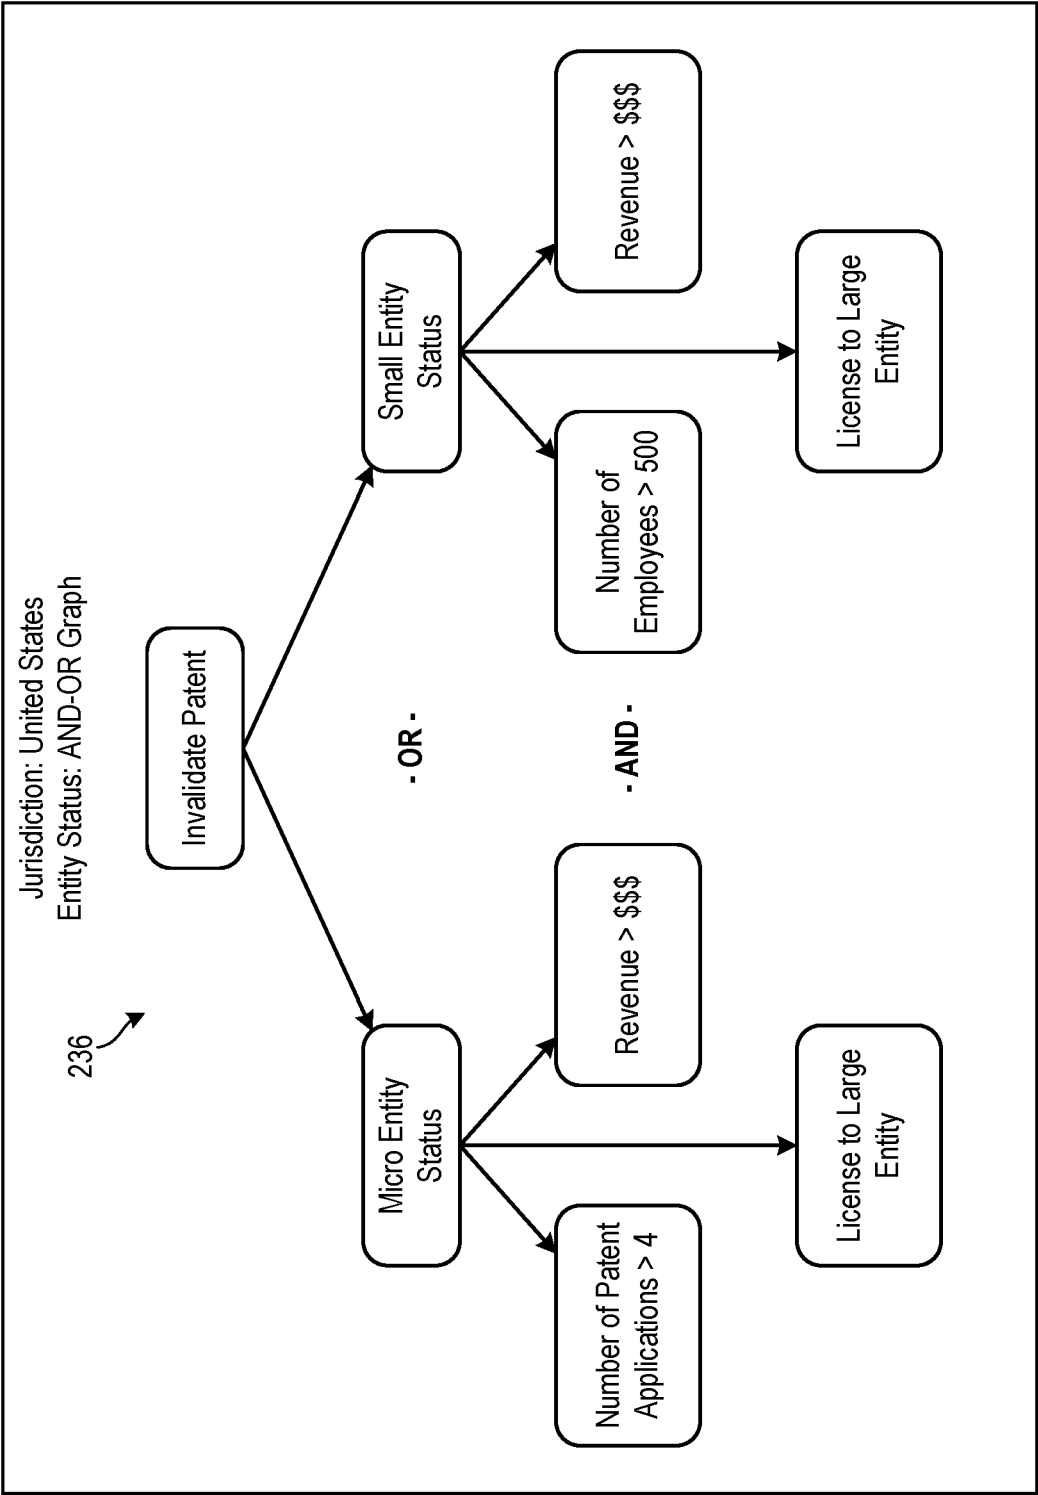 Jurisdiction: United States
Entity Status: AND-OR Graph
236
Invalidate Patent
Micro Entity
Status
- OR -
Small Entity
Status
Number of Patent
Applications > 4
Revenue > $$$
- AND -
Number of
Employees > 500
Revenue > $$$
License to Large
Entity
License to Large
Entity